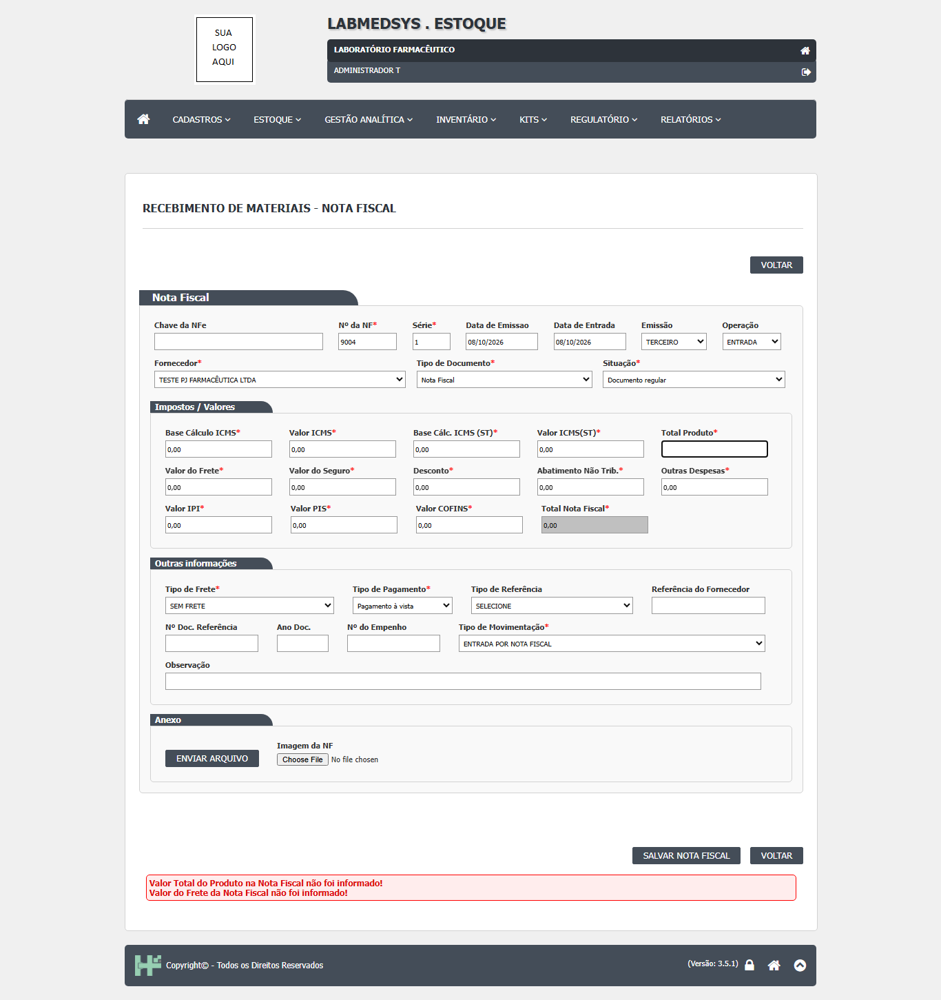 SUA
LOGO
AQUI
LABMEDSYS . ESTOQUE
LABORATÓRIO FARMACÊUTICO
ADMINISTRADOR T
CADASTROS ESTOQUE GESTÃO ANALÍTICA INVENTÁRIO KITS REGULATÓRIO RELATÓRIOS
RECEBIMENTO DE MATERIAIS - NOTA FISCAL
VOLTAR
Nota Fiscal
Chave da NFe Nº da NF* Série* Data de Emissao Data de Entrada Emissão Operação
9004 1 08/10/2026 08/10/2026 TERCEIRO ENTRADA
Fornecedor* Tipo de Documento* Situação*
TESTE PJ FARMACÊUTICA LTDA Nota Fiscal Documento regular
Impostos / Valores
Base Cálculo ICMS* Valor ICMS* Base Cálc. ICMS (ST)* Valor ICMS(ST)* Total Produto*
0,00 0,00 0,00 0,00
Valor do Frete* Valor do Seguro* Desconto* Abatimento Não Trib.* Outras Despesas*
0,00 0,00 0,00 0,00 0,00
Valor IPI* Valor PIS* Valor COFINS* Total Nota Fiscal*
0,00 0,00 0,00 0,00
Outras informações
Tipo de Frete* Tipo de Pagamento* Tipo de Referência Referência do Fornecedor
SEM FRETE Pagamento à vista SELECIONE
Nº Doc. Referência Ano Doc. Nº do Empenho Tipo de Movimentação*
ENTRADA POR NOTA FISCAL
Observação
Anexo
Imagem da NF
ENVIAR ARQUIVO Choose File No file chosen
SALVAR NOTA FISCAL VOLTAR
Valor Total do Produto na Nota Fiscal não foi informado!
Valor do Frete da Nota Fiscal não foi informado!
Copyright© - Todos os Direitos Reservados (Versão: 3.5.1)